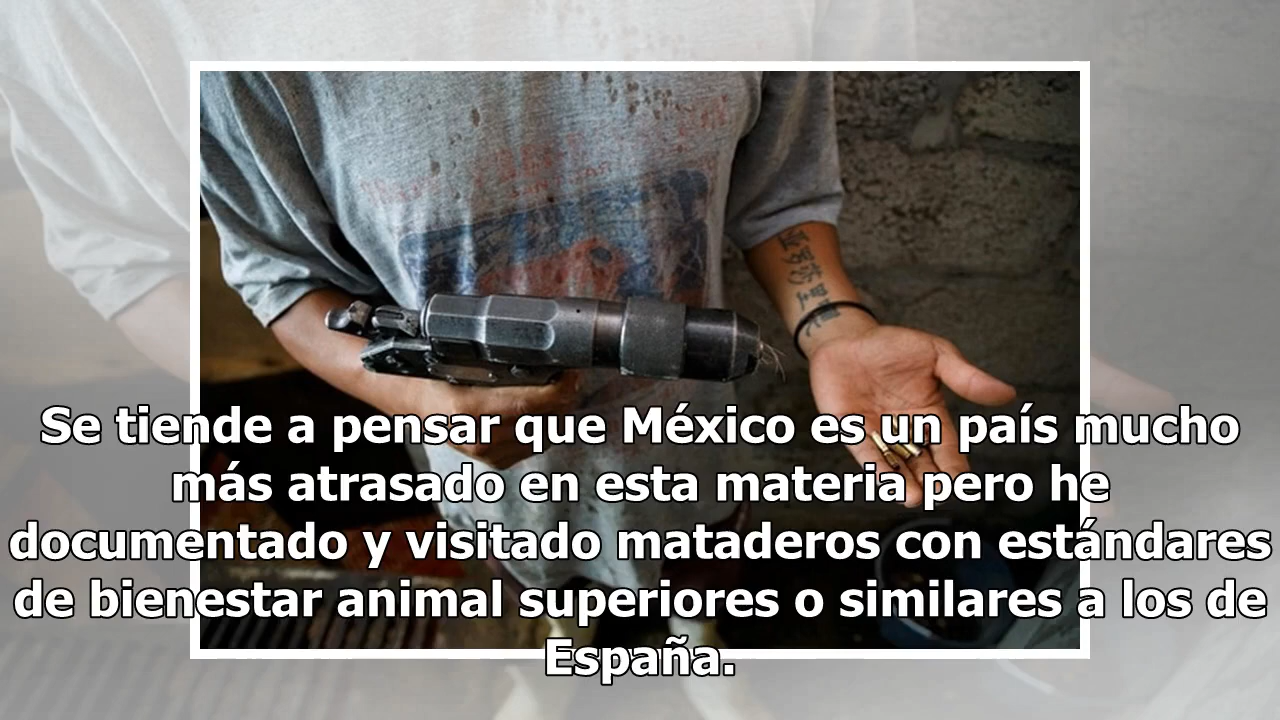 Se tiende a pensar que México es un país mucho
más atrasado en esta materia pero he
documentado y visitado mataderos con estándares
de bienestar animal superiores o similares a los de
España.